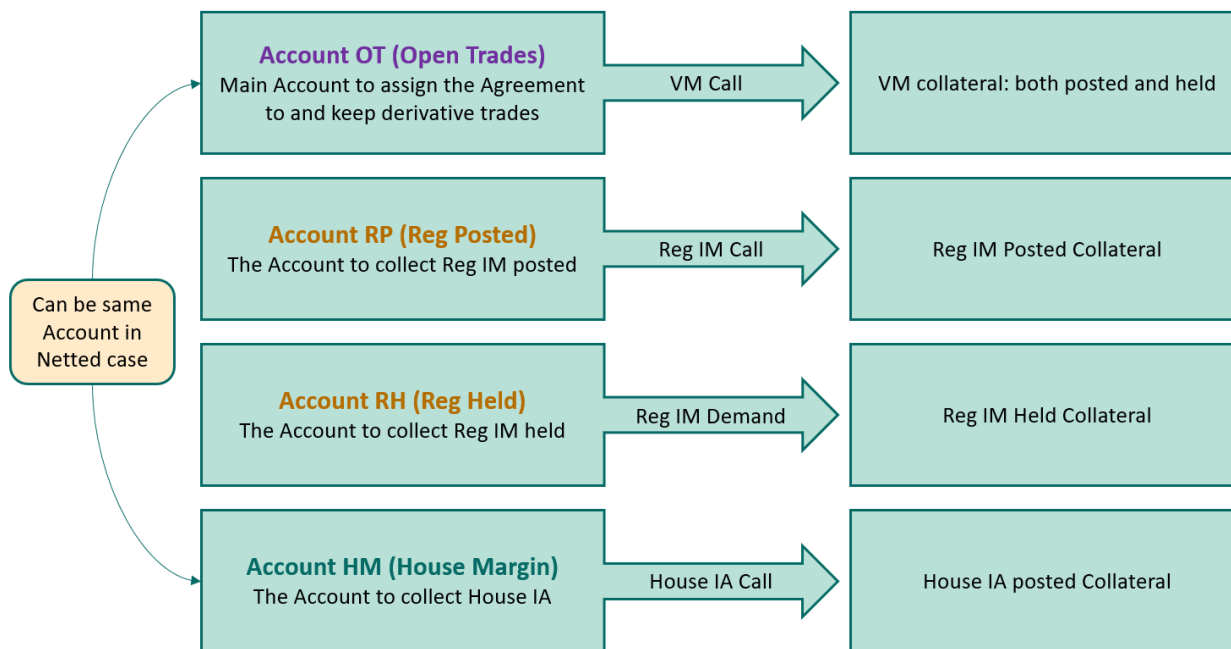 Account OT (Open Trades)
Main Account to assign the Agreement
to and keep derivative trades
VM Call
VM collateral: both posted and held
Account RP (Reg Posted)
The Account to collect Reg IM posted
Reg IM Call
Reg IM Posted Collateral
Can be same
Account in
Netted case
Account RH (Reg Held)
The Account to collect Reg IM held
Reg IM Demand
Reg IM Held Collateral
Account HM (House Margin)
The Account to collect House IA
House IA Call
House IA posted Collateral